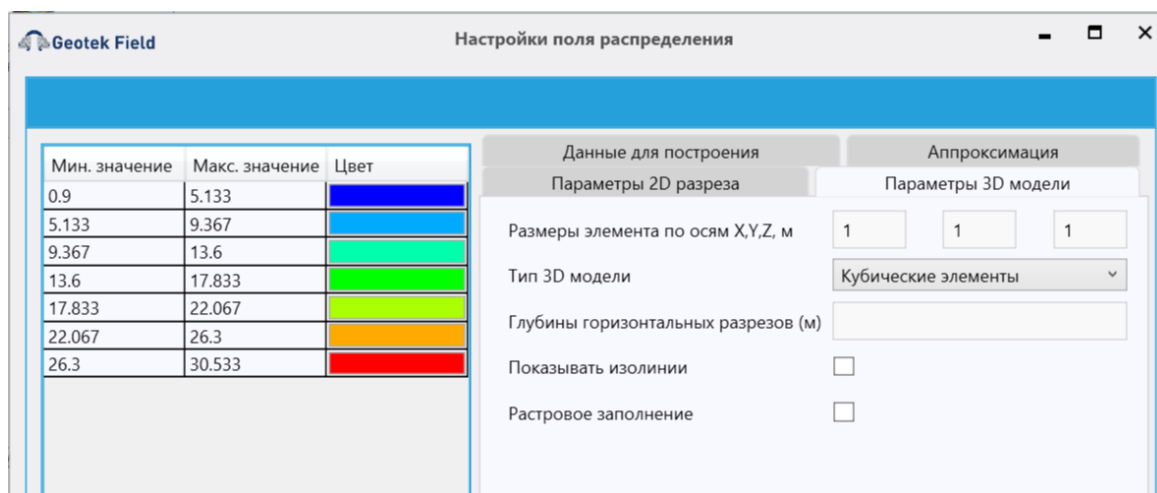 Geotek Field
Настройки поля распределения
Мин. значение Макс. значение Цвет
0.9 5.133
5.133 9.367
9.367 13.6
13.6 17.833
17.833 22.067
22.067 26.3
26.3 30.533
Данные для построения Аппроксимация
Параметры 2D разреза Параметры 3D модели
Размеры элемента по осям X,Y,Z, м 1 1 1
Тип 3D модели Кубические элементы
Глубины горизонтальных разрезов (м)
Показывать изолинии
Растровое заполнение